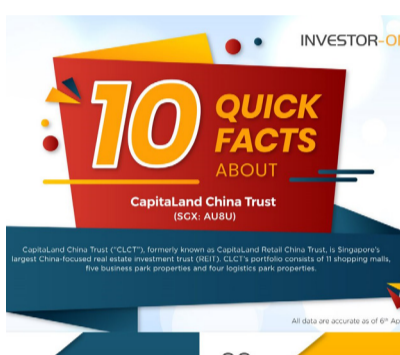 INVESTOR-O
10 QUICK
FACTS
ABOUT
CapitaLand China Trust
(SGX: AU8U)
CapitaLand China Trust ("CLCT"), formerly known as CapitaLand Retail China Trust, is Singapore's
largest China-focused real estate investment trust (REIT). CLCT's portfolio consists of 11 shopping malls,
five business park properties and four logistics park properties.
All data are accurate as of 6th Ap